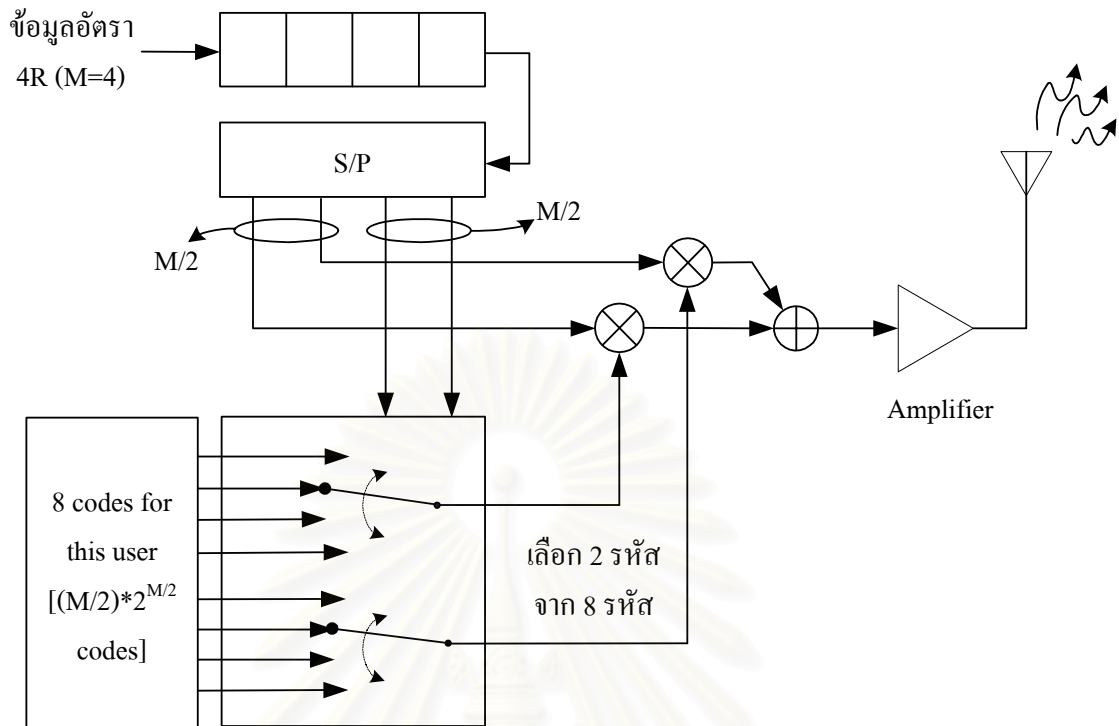 ข้อมูลอัตรา
4R (M=4)
S/P
M/2
M/2
Amplifier
8 codes for
this user
[(M/2)*2^{M/2}
codes]
เลือก 2 รหัส
จาก 8 รหัส